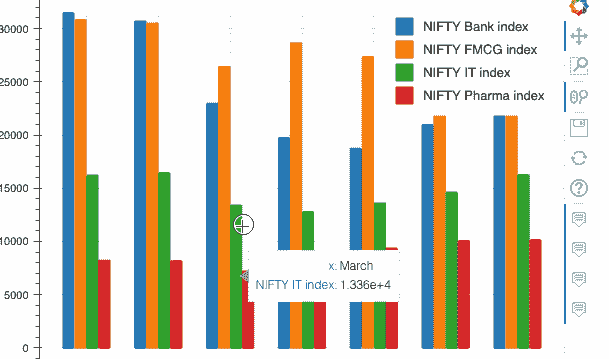 NIFTY Bank index
NIFTY FMCG index
NIFTY IT index
NIFTY Pharma index
30000
25000
20000
15000
10000
5000
0
x: March
NIFTY IT index: 1.336e+4